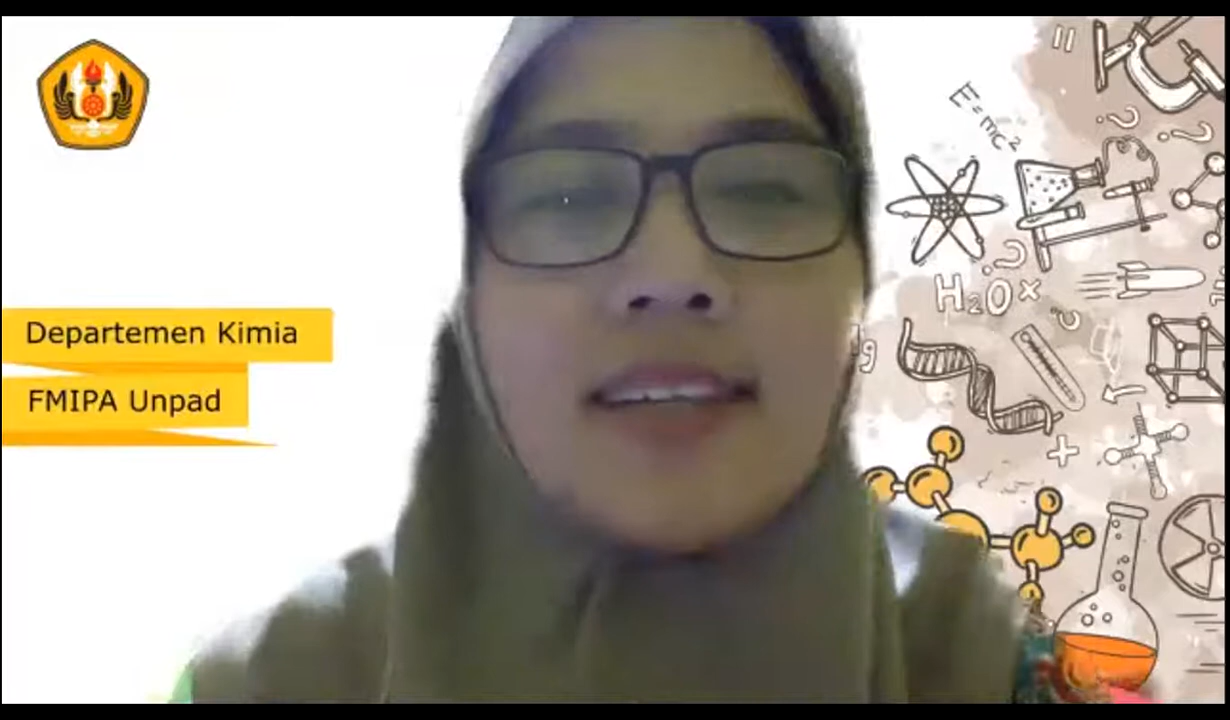 Departemen Kimia
FMIPA Unpad
E=mc²
H₂O